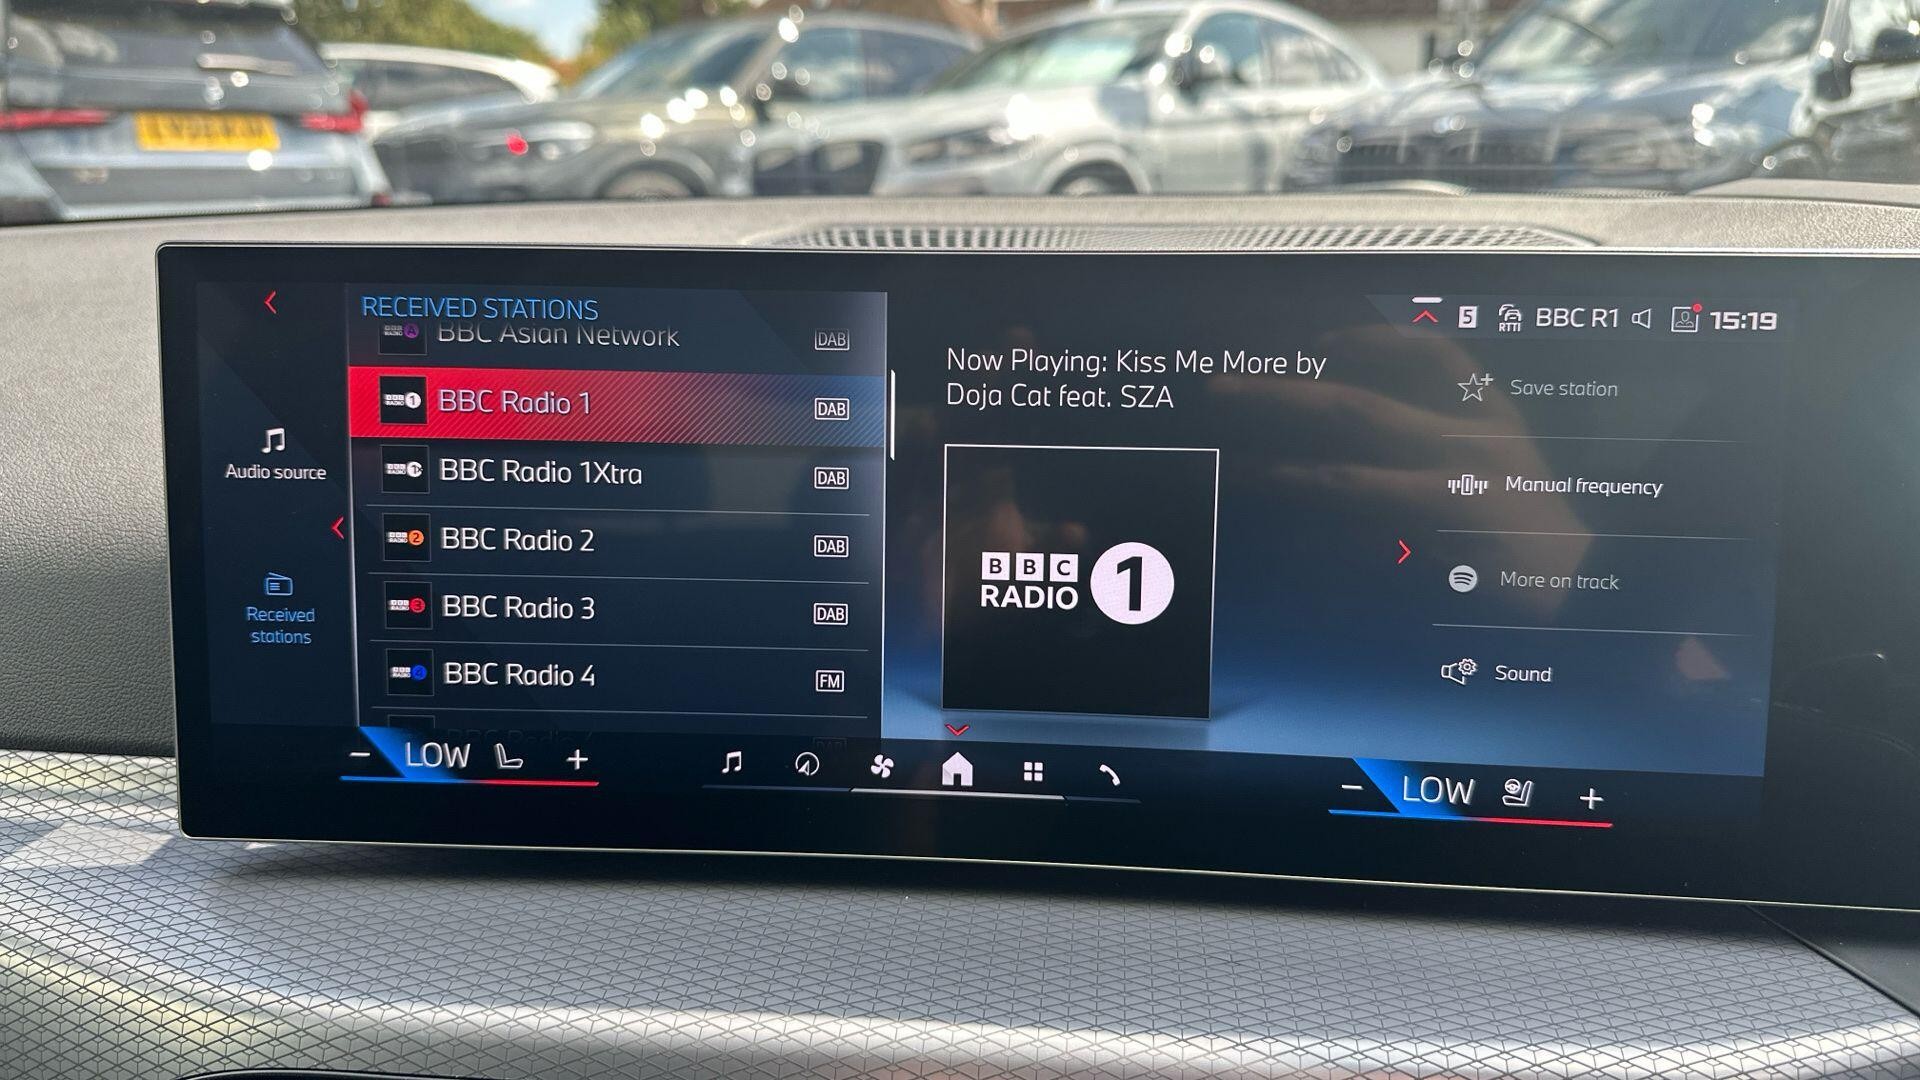 RECEIVED STATIONS
BBC Asian Network
DAB
BBC Radio 1
DAB
BBC Radio 1Xtra
DAB
BBC Radio 2
DAB
BBC Radio 3
DAB
BBC Radio 4
FM
Audio source
Received
stations
Now Playing: Kiss Me More by
Doja Cat feat. SZA
BBC
RADIO 1
5
RTTI
BBC R1
15:19
Save station
Manual frequency
More on track
Sound
- LOW +
- LOW +